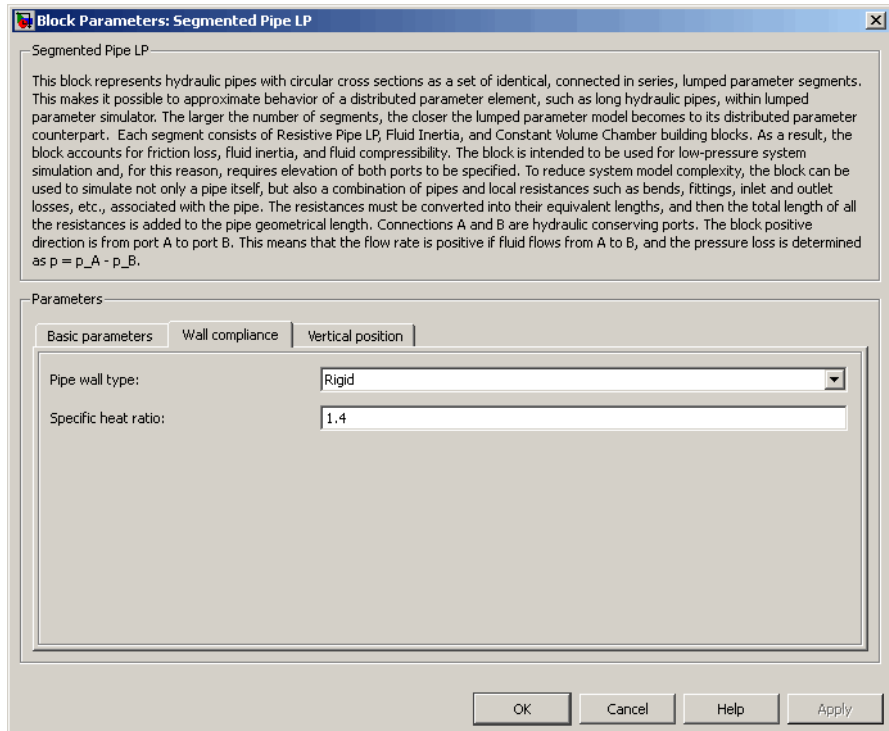 Block Parameters: Segmented Pipe LP
Segmented Pipe LP
This block represents hydraulic pipes with circular cross sections as a set of identical, connected in series, lumped parameter segments.
This makes it possible to approximate behavior of a distributed parameter element, such as long hydraulic pipes, within lumped
parameter simulator. The larger the number of segments, the closer the lumped parameter model becomes to its distributed parameter
counterpart.  Each segment consists of Resistive Pipe LP, Fluid Inertia, and Constant Volume Chamber building blocks. As a result, the
block accounts for friction loss, fluid inertia, and fluid compressibility. The block is intended to be used for low-pressure system
simulation and, for this reason, requires elevation of both ports to be specified. To reduce system model complexity, the block can be
used to simulate not only a pipe itself, but also a combination of pipes and local resistances such as bends, fittings, inlet and outlet
losses, etc., associated with the pipe. The resistances must be converted into their equivalent lengths, and then the total length of all
the resistances is added to the pipe geometrical length. Connections A and B are hydraulic conserving ports. The block positive
direction is from port A to port B. This means that the flow rate is positive if fluid flows from A to B, and the pressure loss is determined
as p = p_A - p_B.
Parameters
Basic parameters Wall compliance Vertical position
Pipe wall type: Rigid
Specific heat ratio: 1.4
OK Cancel Help Apply